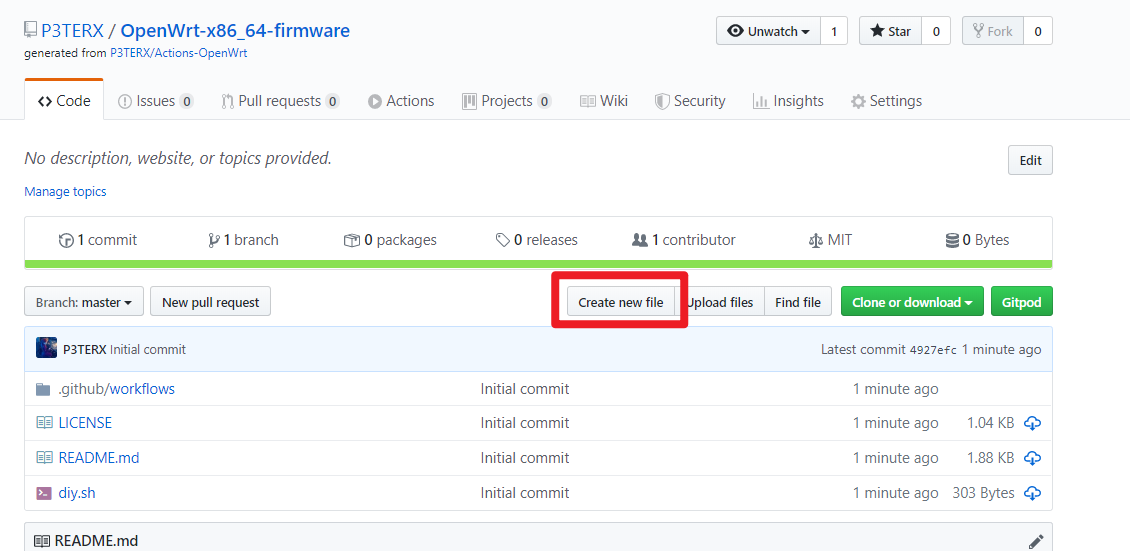 P3TERX / OpenWrt-x86_64-firmware
Unwatch 1 Star 0 Fork 0
generated from P3TERX/Actions-OpenWrt
Code Issues 0 Pull requests 0 Actions Projects 0 Wiki Security Insights Settings
No description, website, or topics provided.
Edit
Manage topics
1 commit 1 branch 0 packages 0 releases 1 contributor MIT 0 Bytes
Branch: master New pull request Create new file Upload files Find file Clone or download Gitpod
P3TERX Initial commit Latest commit 4927efc 1 minute ago
.github/workflows Initial commit 1 minute ago
LICENSE Initial commit 1 minute ago 1.04 KB
README.md Initial commit 1 minute ago 1.88 KB
diy.sh Initial commit 1 minute ago 303 Bytes
README.md